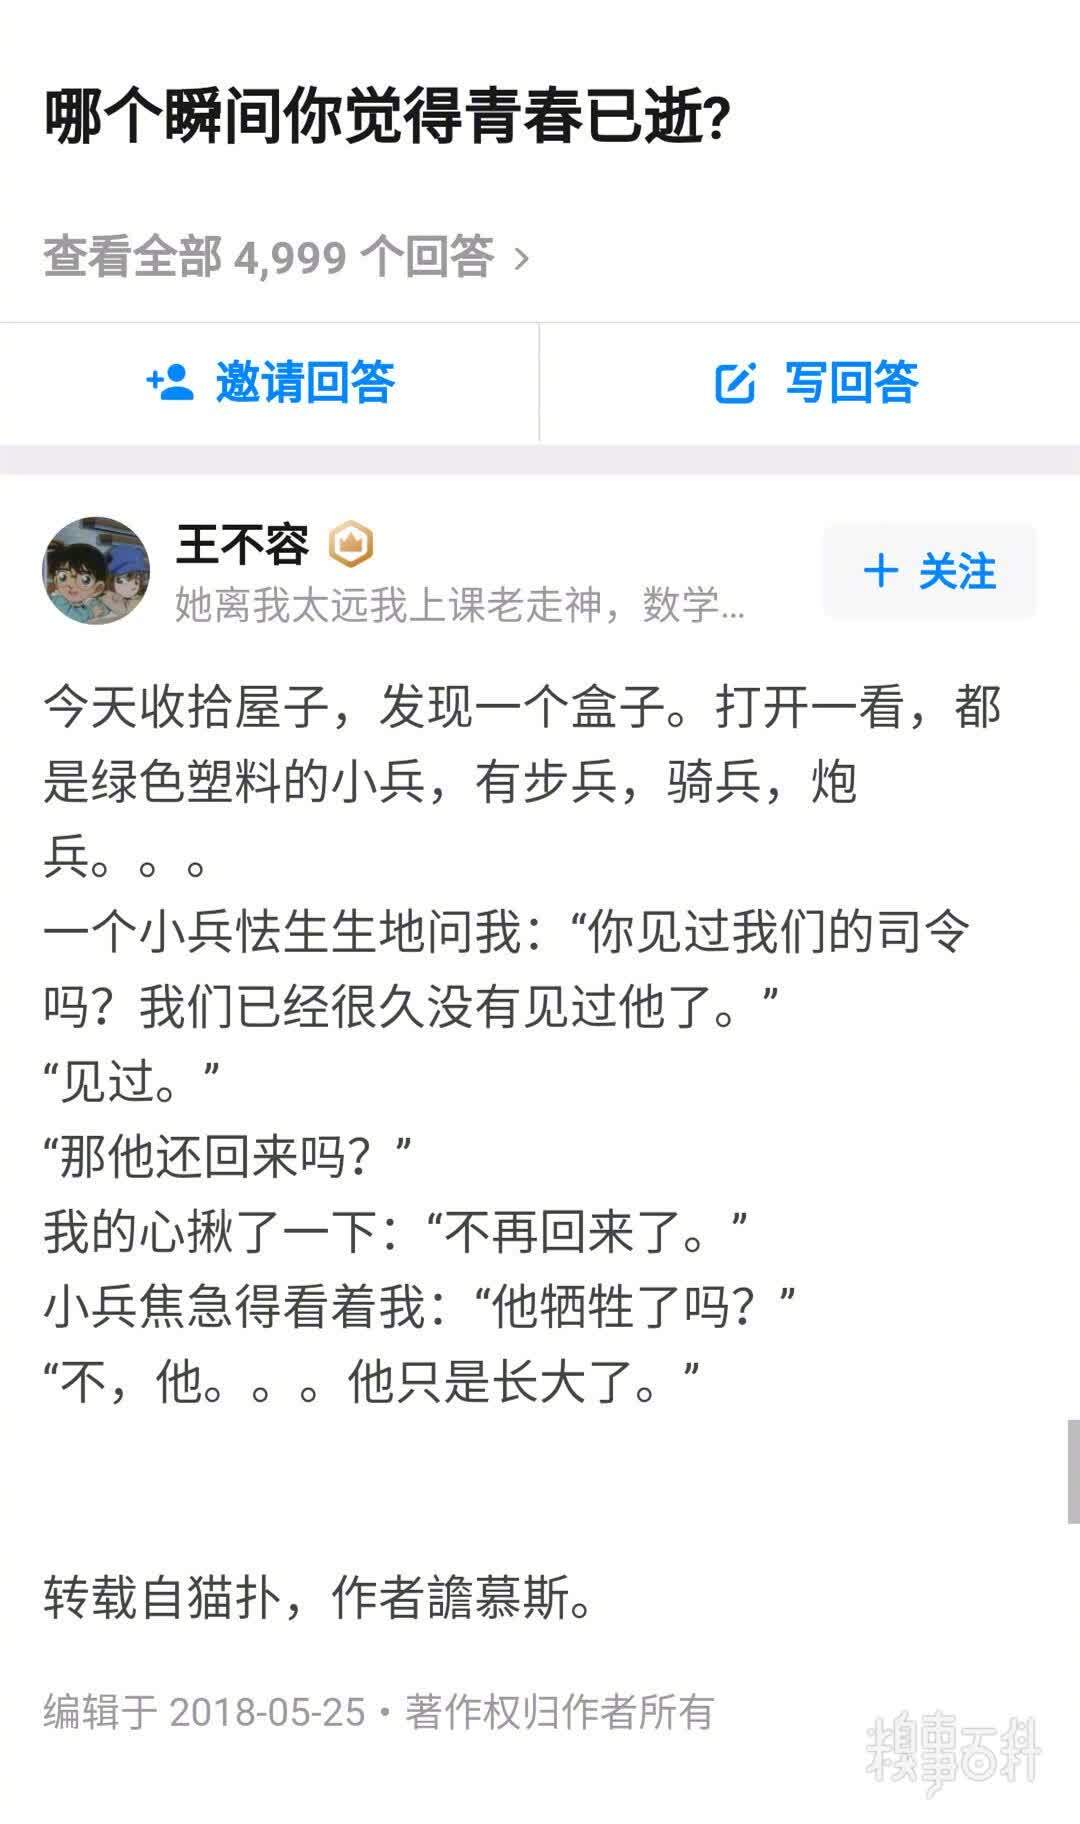 哪个瞬间你觉得青春已逝?
查看全部 4,999 个回答 >
邀请回答
写回答
王不容
她离我太远我上课老走神，数学...
+ 关注
今天收拾屋子，发现一个盒子。打开一看，都
是绿色塑料的小兵，有步兵，骑兵，炮
兵。。。
一个小兵怯生生地问我：“你见过我们的司令
吗？我们已经很久没有见过他了。”
“见过。”
“那他还回来吗？”
我的心揪了一下：“不再回来了。”
小兵焦急得看着我：“他牺牲了吗？”
“不，他。。。他只是长大了。”
转载自猫扑，作者譫慕斯。
编辑于 2018-05-25 · 著作权归作者所有
糗事百科